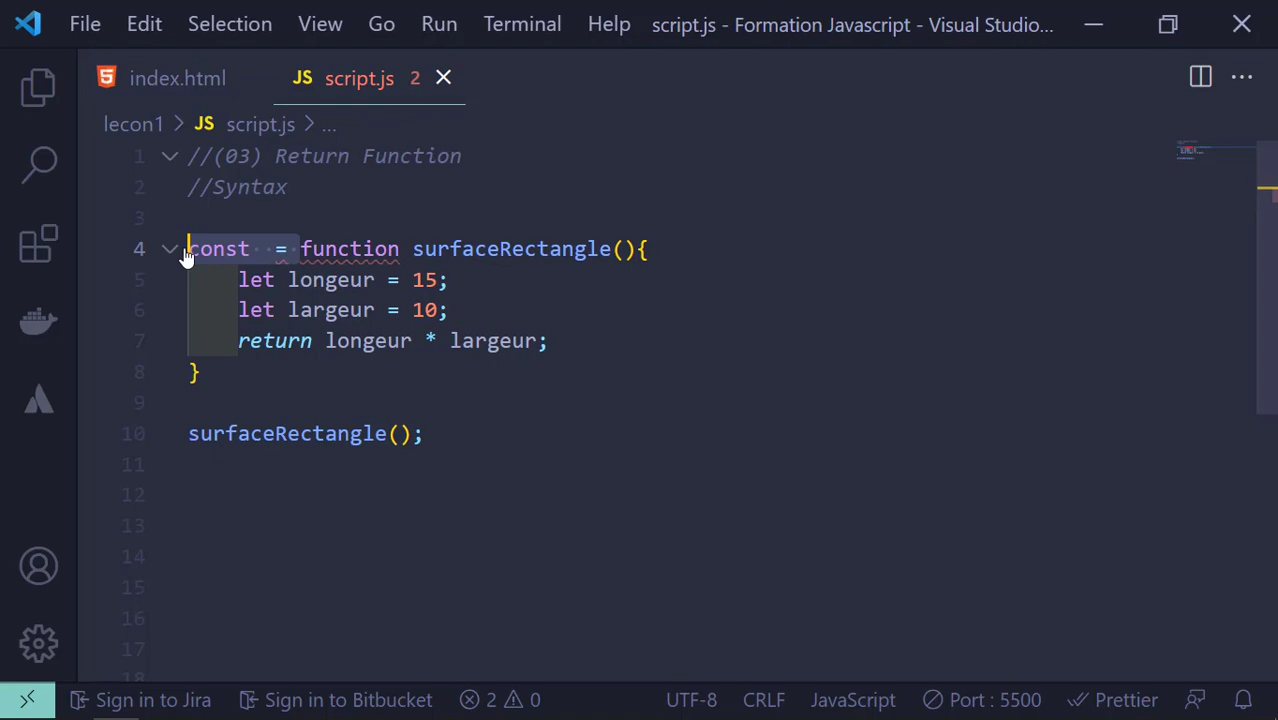 File Edit Selection View Go Run Terminal Help script.js - Formation Javascript - Visual Studio...
index.html JS script.js 2
lecon1 > JS script.js > ...
1 //(03) Return Function
2 //Syntax
3
4 const  = function surfaceRectangle(){
5 let longeur = 15;
6 let largeur = 10;
7 return longeur * largeur;
8 }
9
10 surfaceRectangle();
11
12
13
14
15
16
17
18
Sign in to Jira Sign in to Bitbucket 2 0 UTF-8 CRLF JavaScript Port : 5500 Prettier